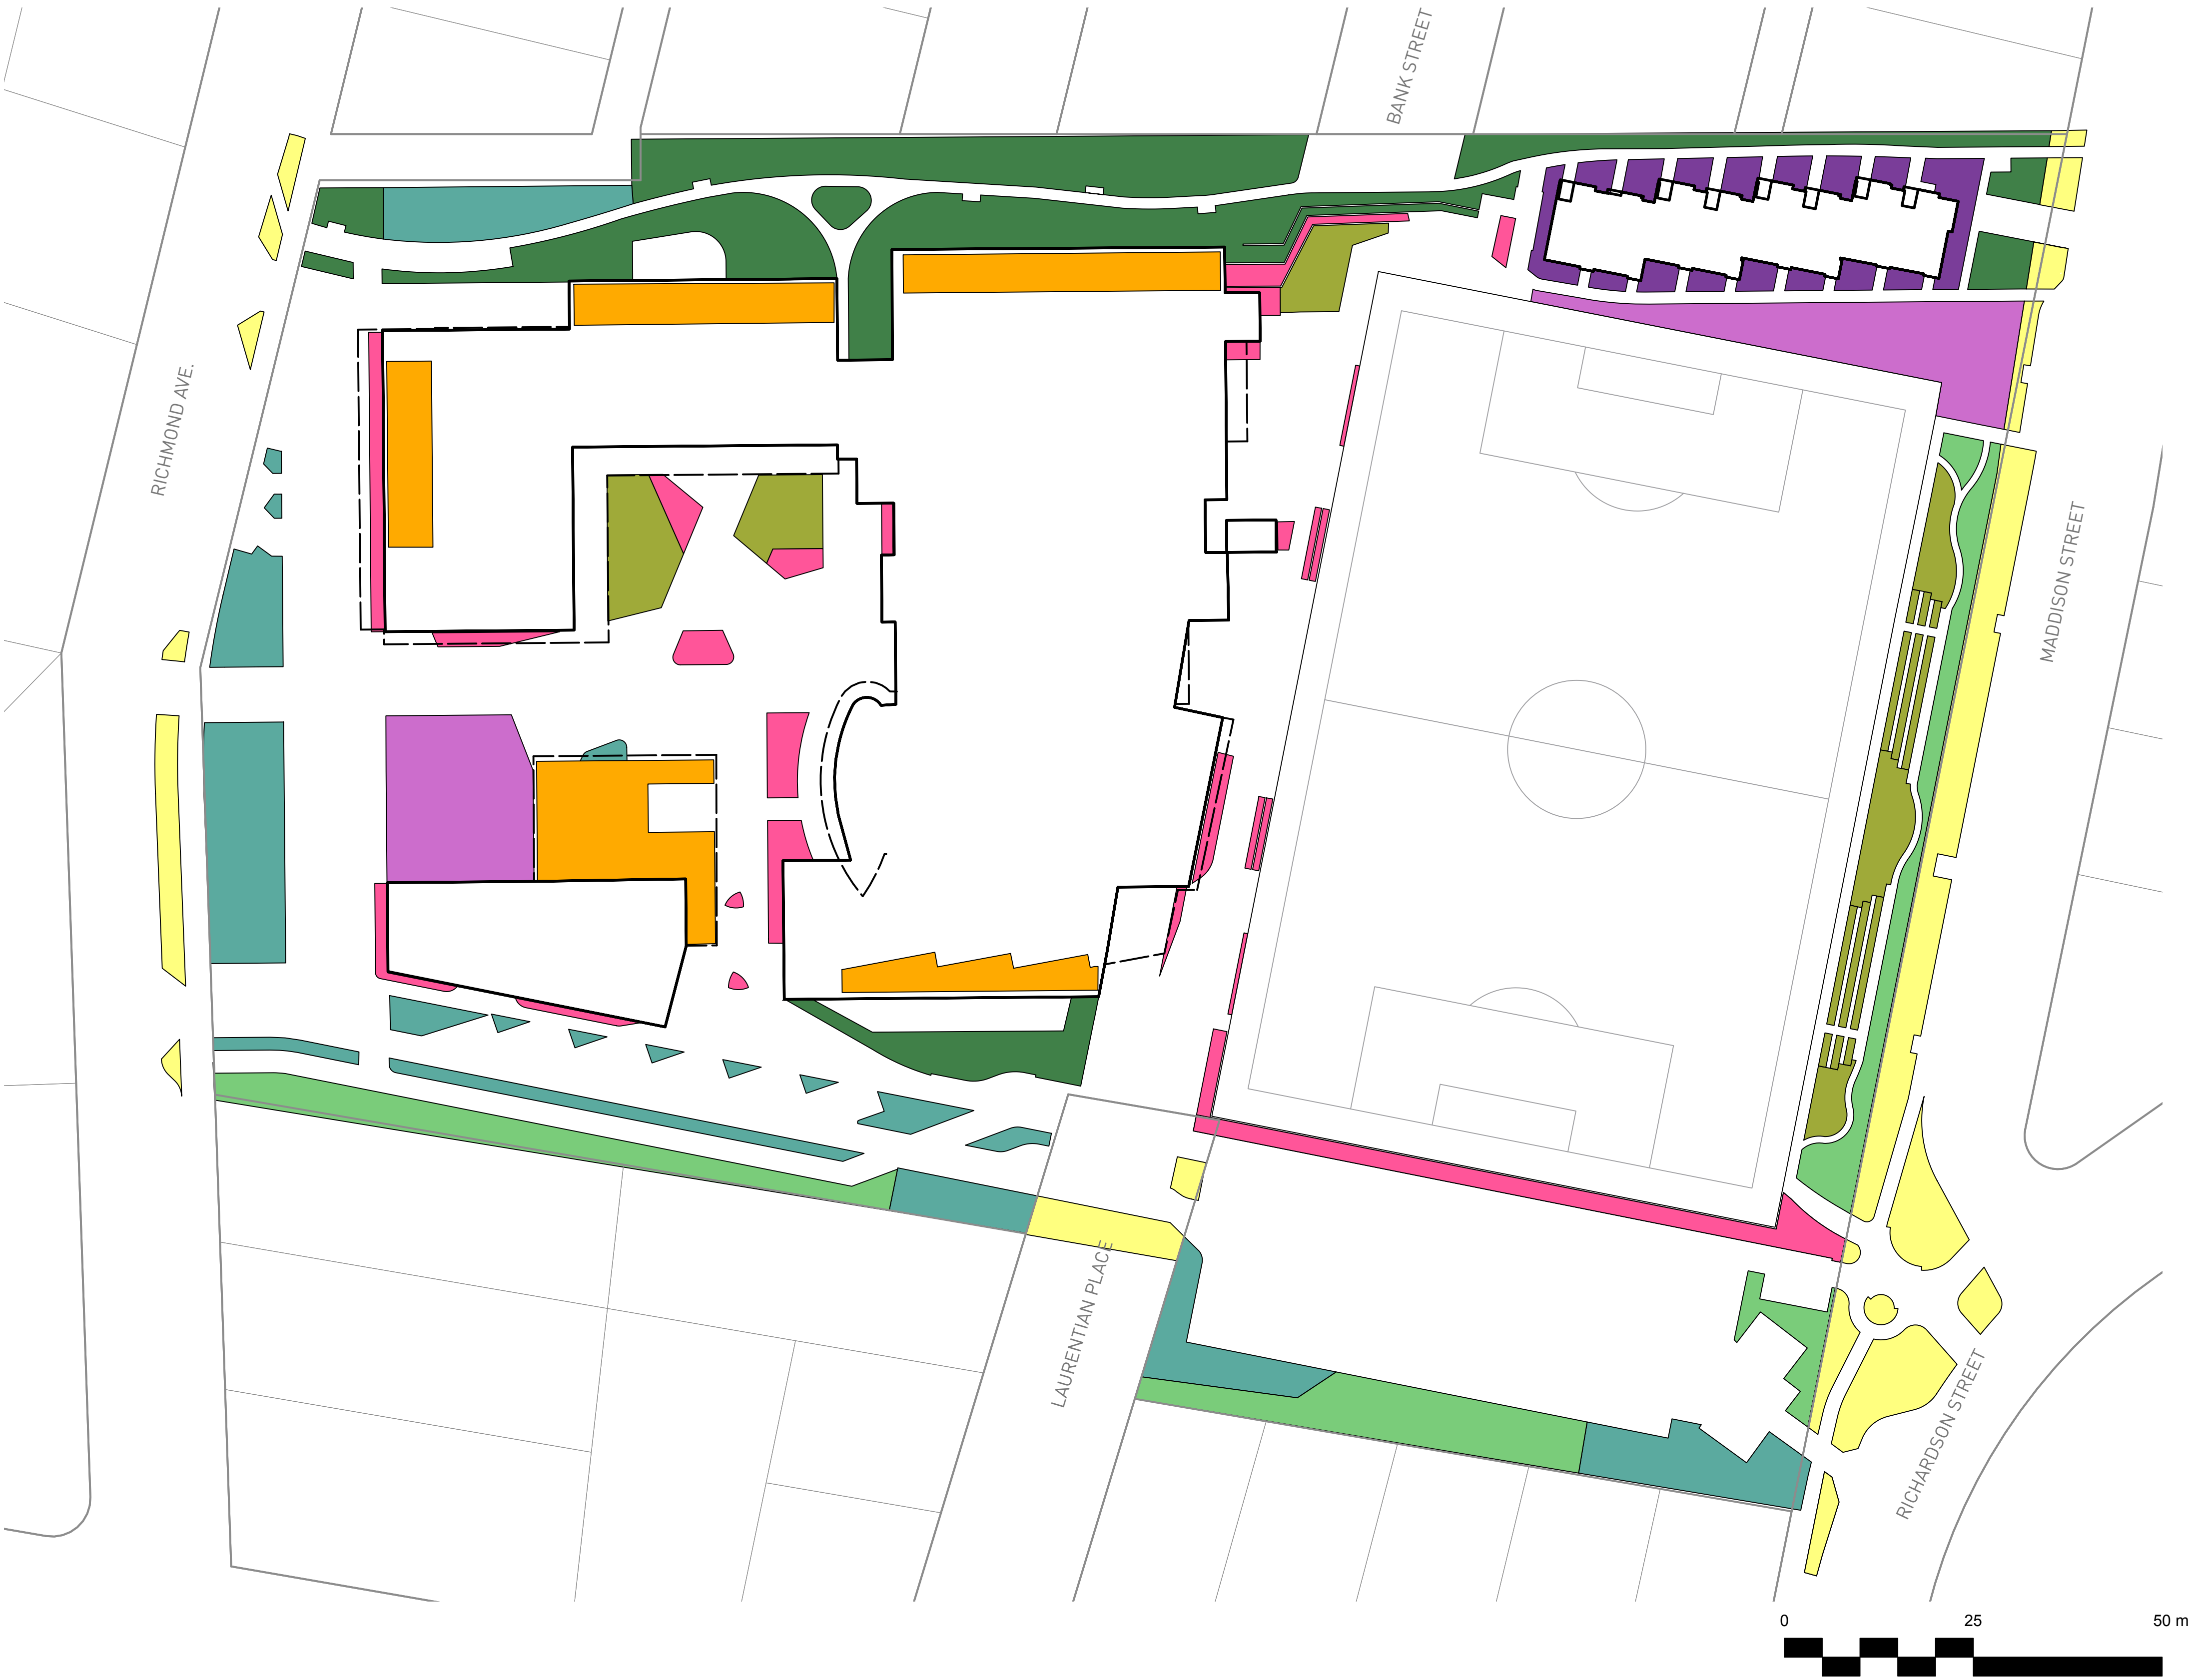 BANK STREET
RICHMOND AVE.
MADDISON STREET
LAURENTIAN PLACE
RICHARDSON STREET
0 25 50 m